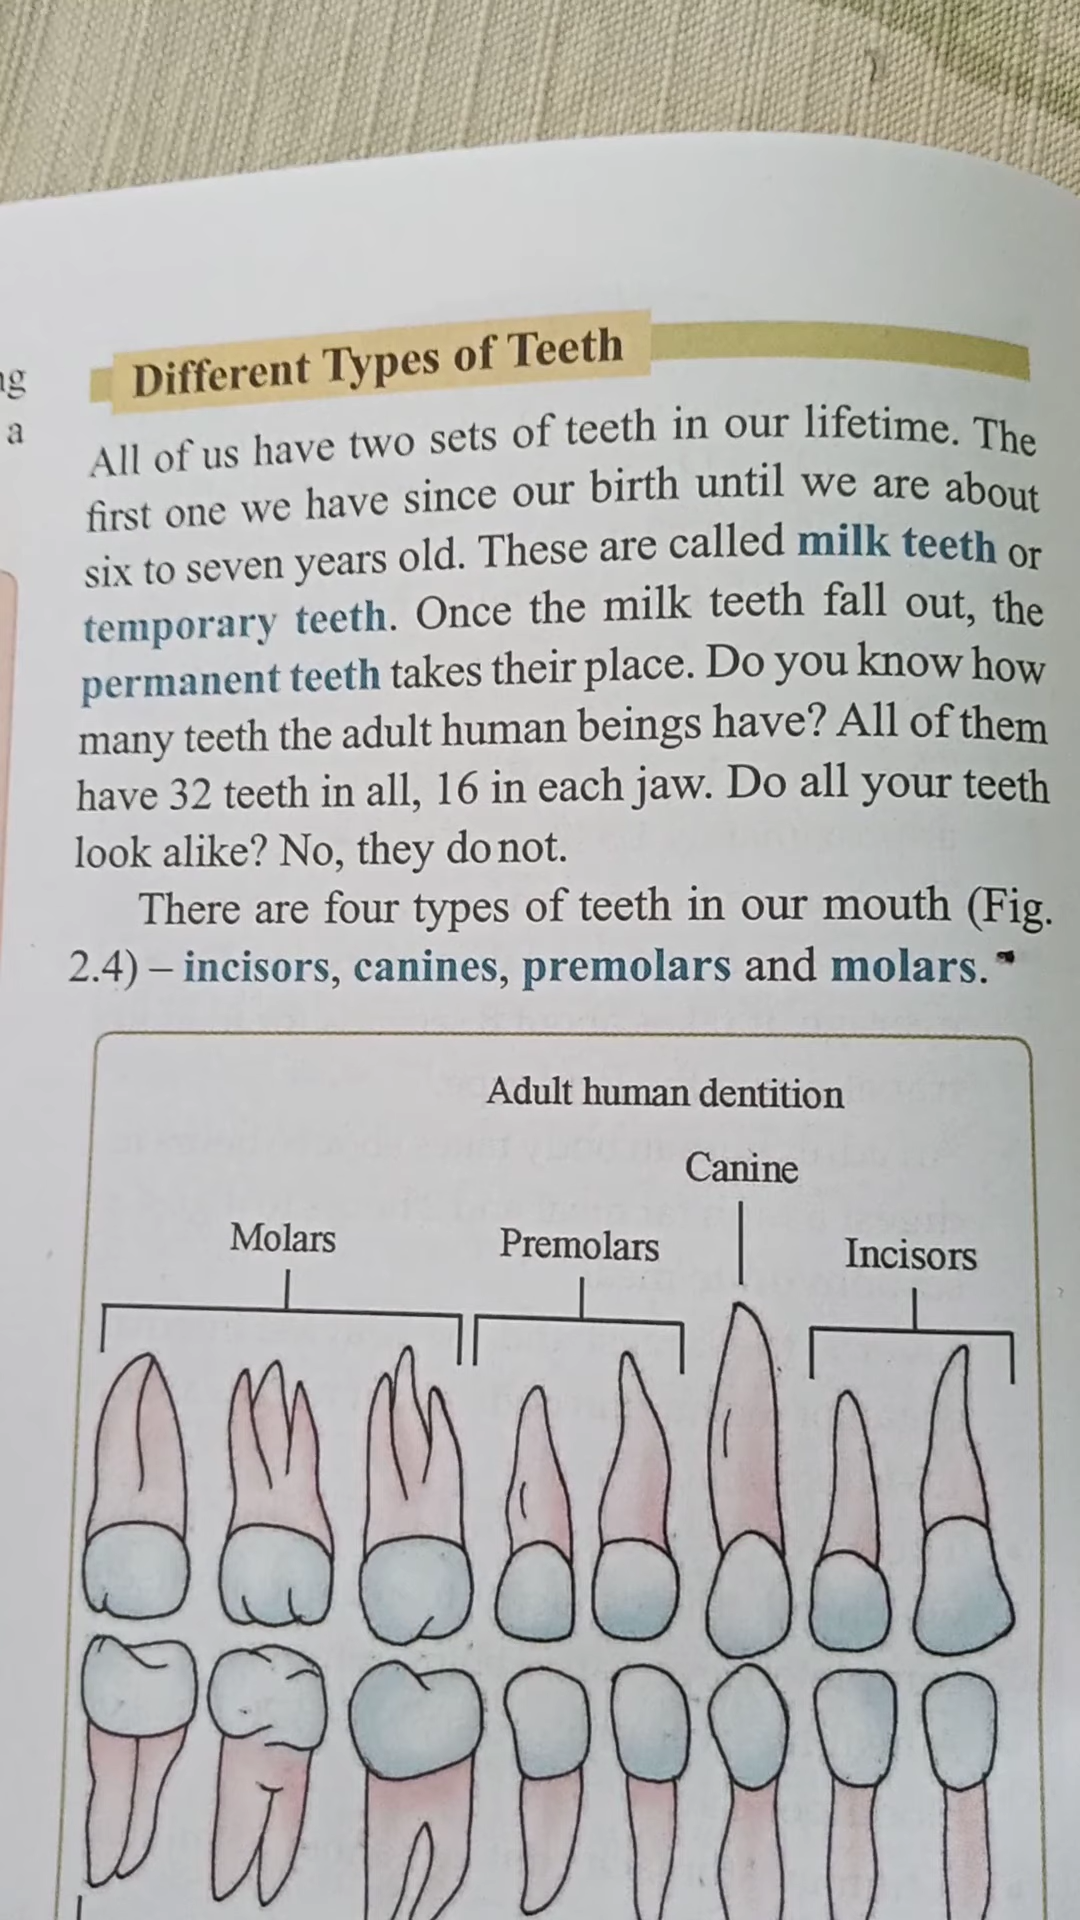 ng
a
Different Types of Teeth
All of us have two sets of teeth in our lifetime. The
first one we have since our birth until we are about
six to seven years old. These are called milk teeth or
temporary teeth. Once the milk teeth fall out, the
permanent teeth takes their place. Do you know how
many teeth the adult human beings have? All of them
have 32 teeth in all, 16 in each jaw. Do all your teeth
look alike? No, they do not.
There are four types of teeth in our mouth (Fig.
2.4) – incisors, canines, premolars and molars.
Adult human dentition
Canine
Molars Premolars Incisors